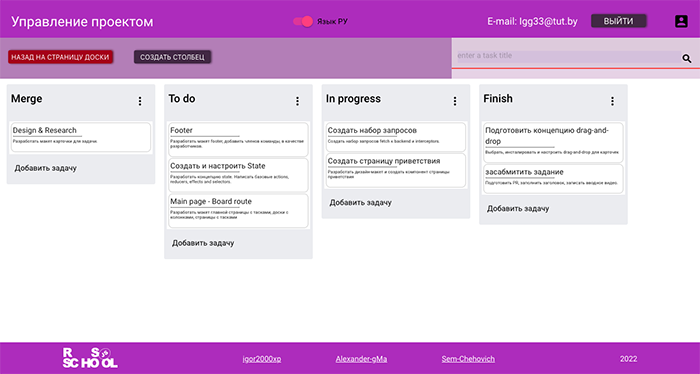 Управление проектом
Язык РУ
E-mail: lgg33@tut.by
ВЫЙТИ
НАЗАД НА СТРАНИЦУ ДОСКИ
СОЗДАТЬ СТОЛБЕЦ
enter a task title
Merge
Design & Research
Разработать макет карточки для задачи.
Добавить задачу
To do
Footer
Разработать макет footer, добавить членов команды, в качестве
разработчиков.
Создать и настроить State
Разработать концепцию state. Написать базовые actions,
reducers, effects and selectors.
Main page - Board route
Разработать макет главной страницы с тасками, доски с
колонками, страницы с тасками
Добавить задачу
In progress
Создать набор запросов
Создать набор запросов fetch к backend и interceptors.
Создать страницу приветствия
Разработать дизайн-макет и создать компонент страницы
приветствия
Добавить задачу
Finish
Подготовить концепцию drag-and-
drop
Выбрать, инсталировать и настроить drag-and-drop для карточек
засабмитить задание
Подготовить PR, заполнить заголовок, записать вводное видео.
Добавить задачу
RS
SCHOOL
igor2000xp
Alexander-gMa
Sem-Chehovich
2022